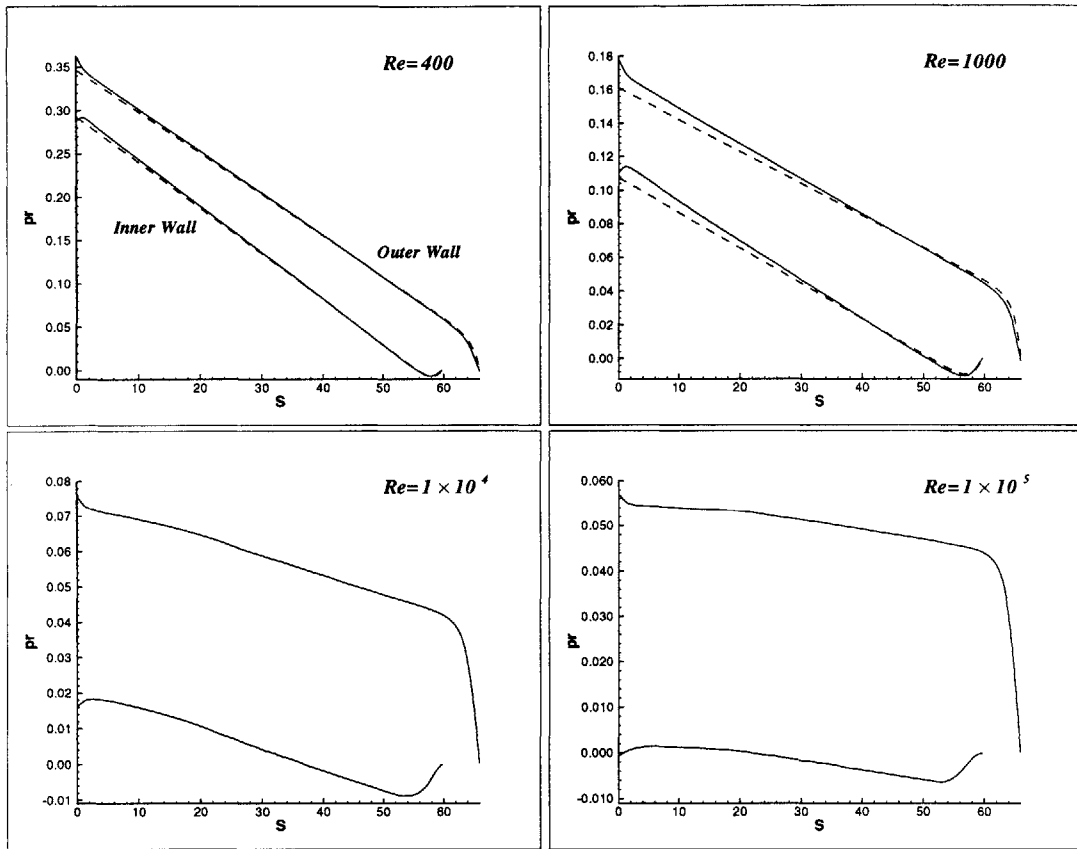 Re=400
0.35
0.30
0.25
0.20
0.15
0.10
0.05
0.00
pr
Inner Wall
Outer Wall
0 10 20 30 40 50 60
S
Re=1000
0.18
0.16
0.14
0.12
0.10
0.08
0.06
0.04
0.02
0.00
pr
0 10 20 30 40 50 60
S
Re=1 × 10 4
0.08
0.07
0.06
0.05
0.04
0.03
0.02
0.01
0.00
-0.01
pr
0 10 20 30 40 50 60
S
Re=1 × 10 5
0.060
0.050
0.040
0.030
0.020
0.010
0.000
-0.010
pr
0 10 20 30 40 50 60
S